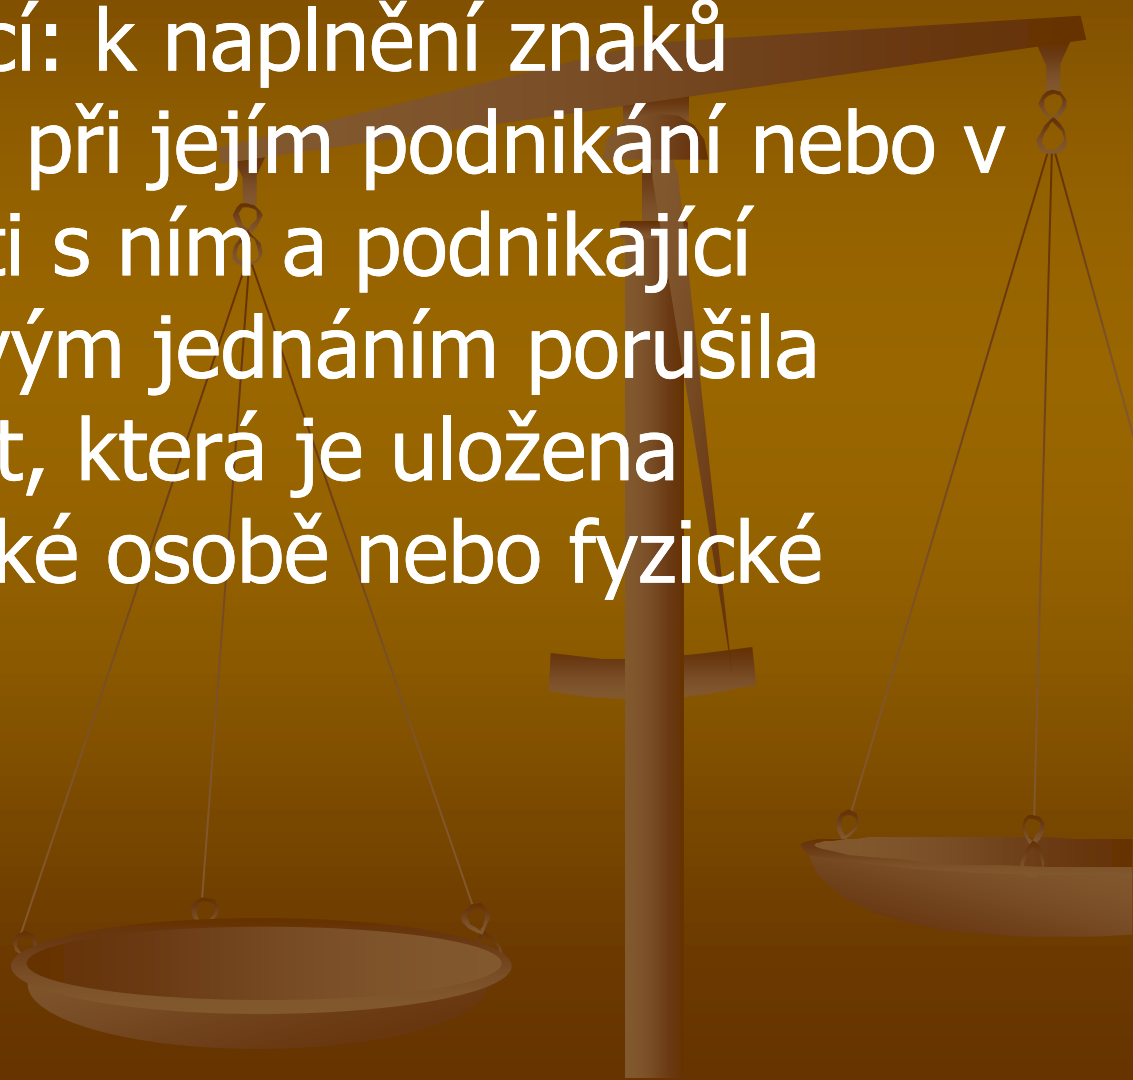 cí: k naplnění znaků
při jejím podnikání nebo v
ti s ním a podnikající
vým jednáním porušila
t, která je uložena
ké osobě nebo fyzické